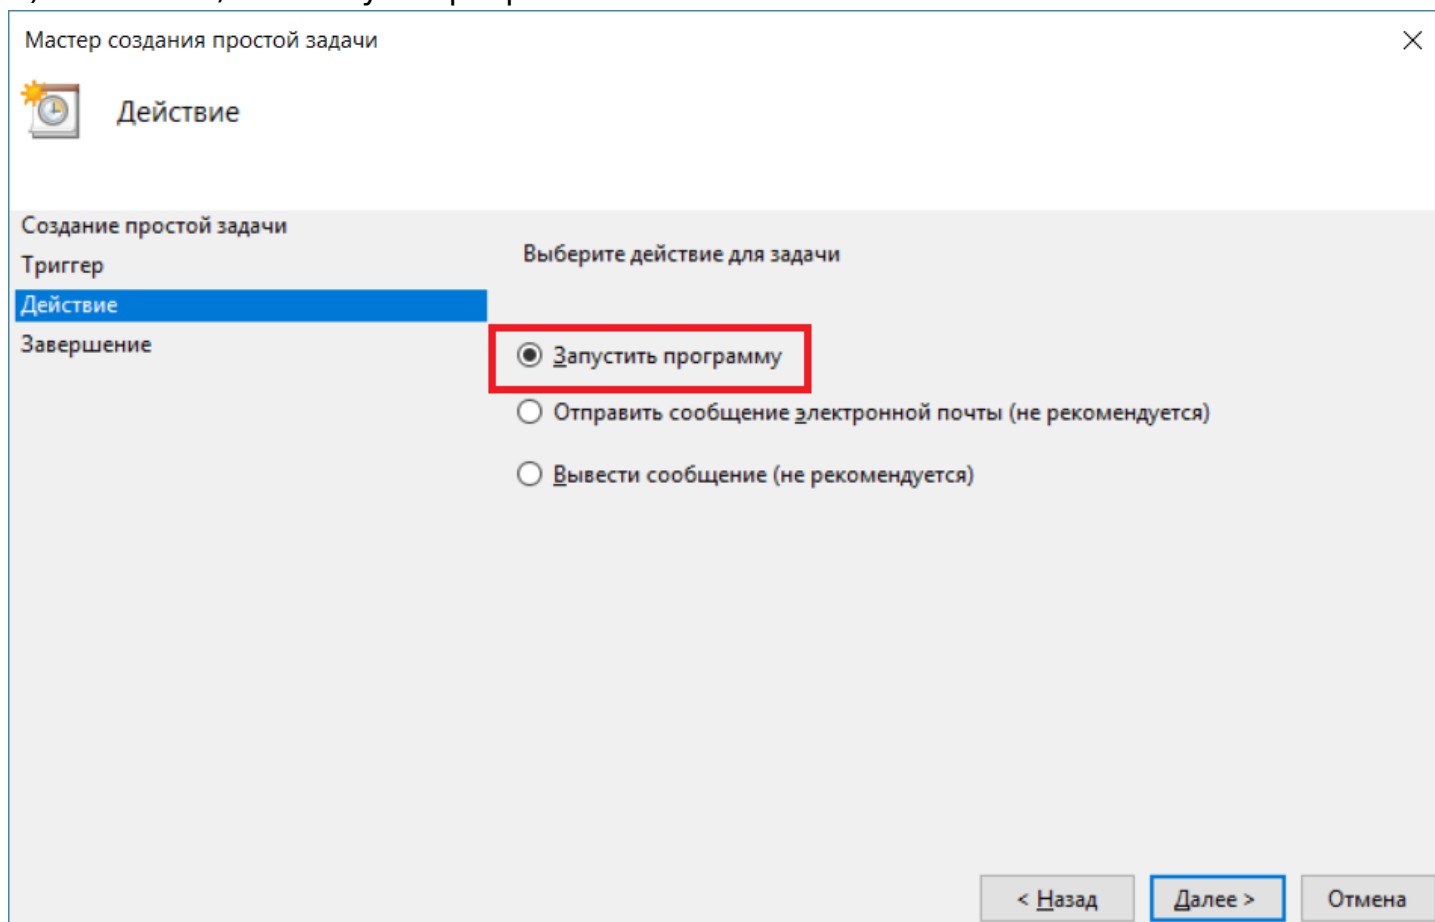 Мастер создания простой задачи
Действие
Создание простой задачи
Триггер
Действие
Завершение
Выберите действие для задачи
Запустить программу
Отправить сообщение электронной почты (не рекомендуется)
Вывести сообщение (не рекомендуется)
< Назад
Далее >
Отмена